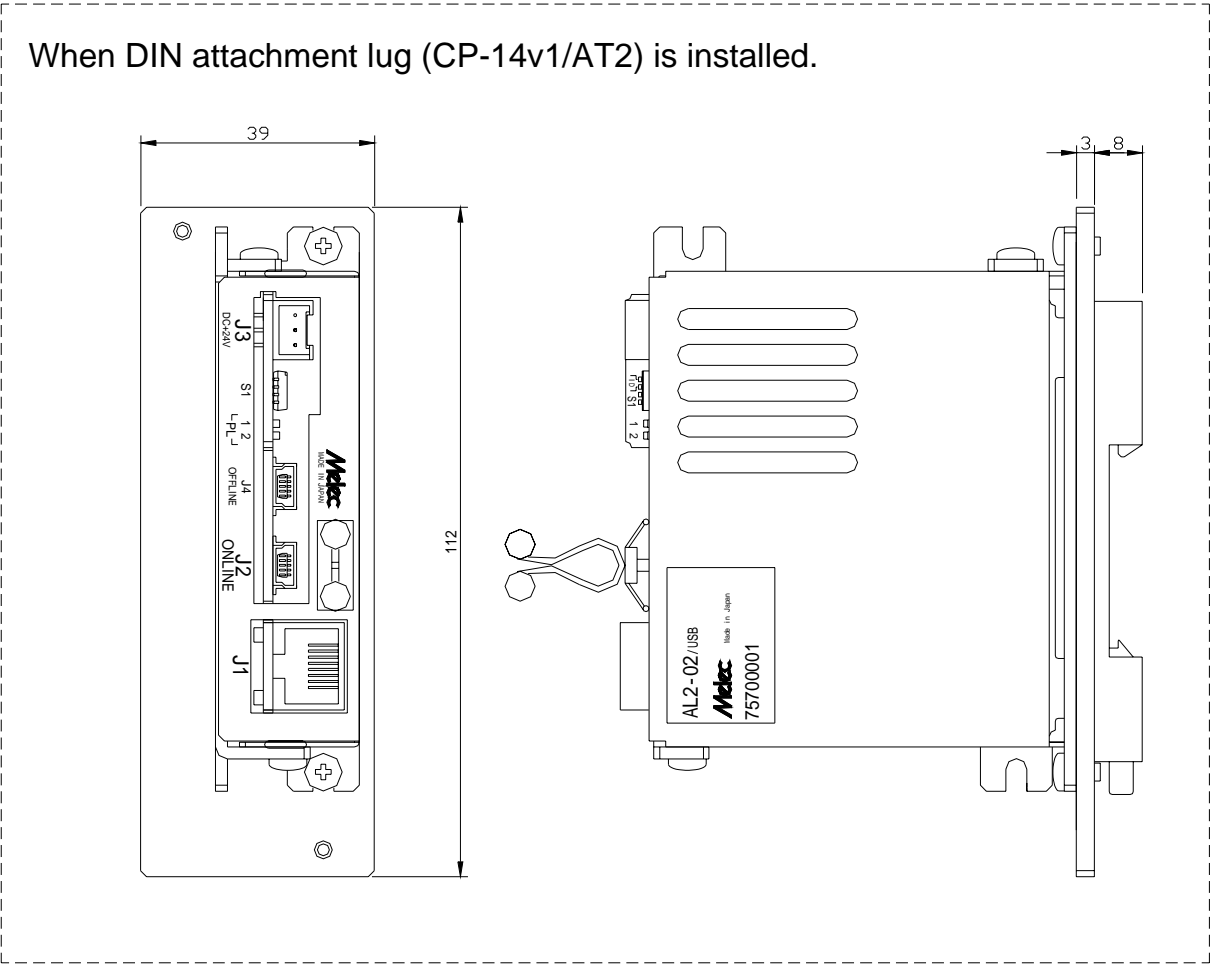 When DIN attachment lug (CP-14v1/AT2) is installed.
39
3
8
112
J3
DC+24V
S1
1 2
PL
J4
OFFLINE
J2
ONLINE
J1
Melec
MADE IN JAPAN
S1
1 2
AL2-02/USB
Melec Made in Japan
75700001